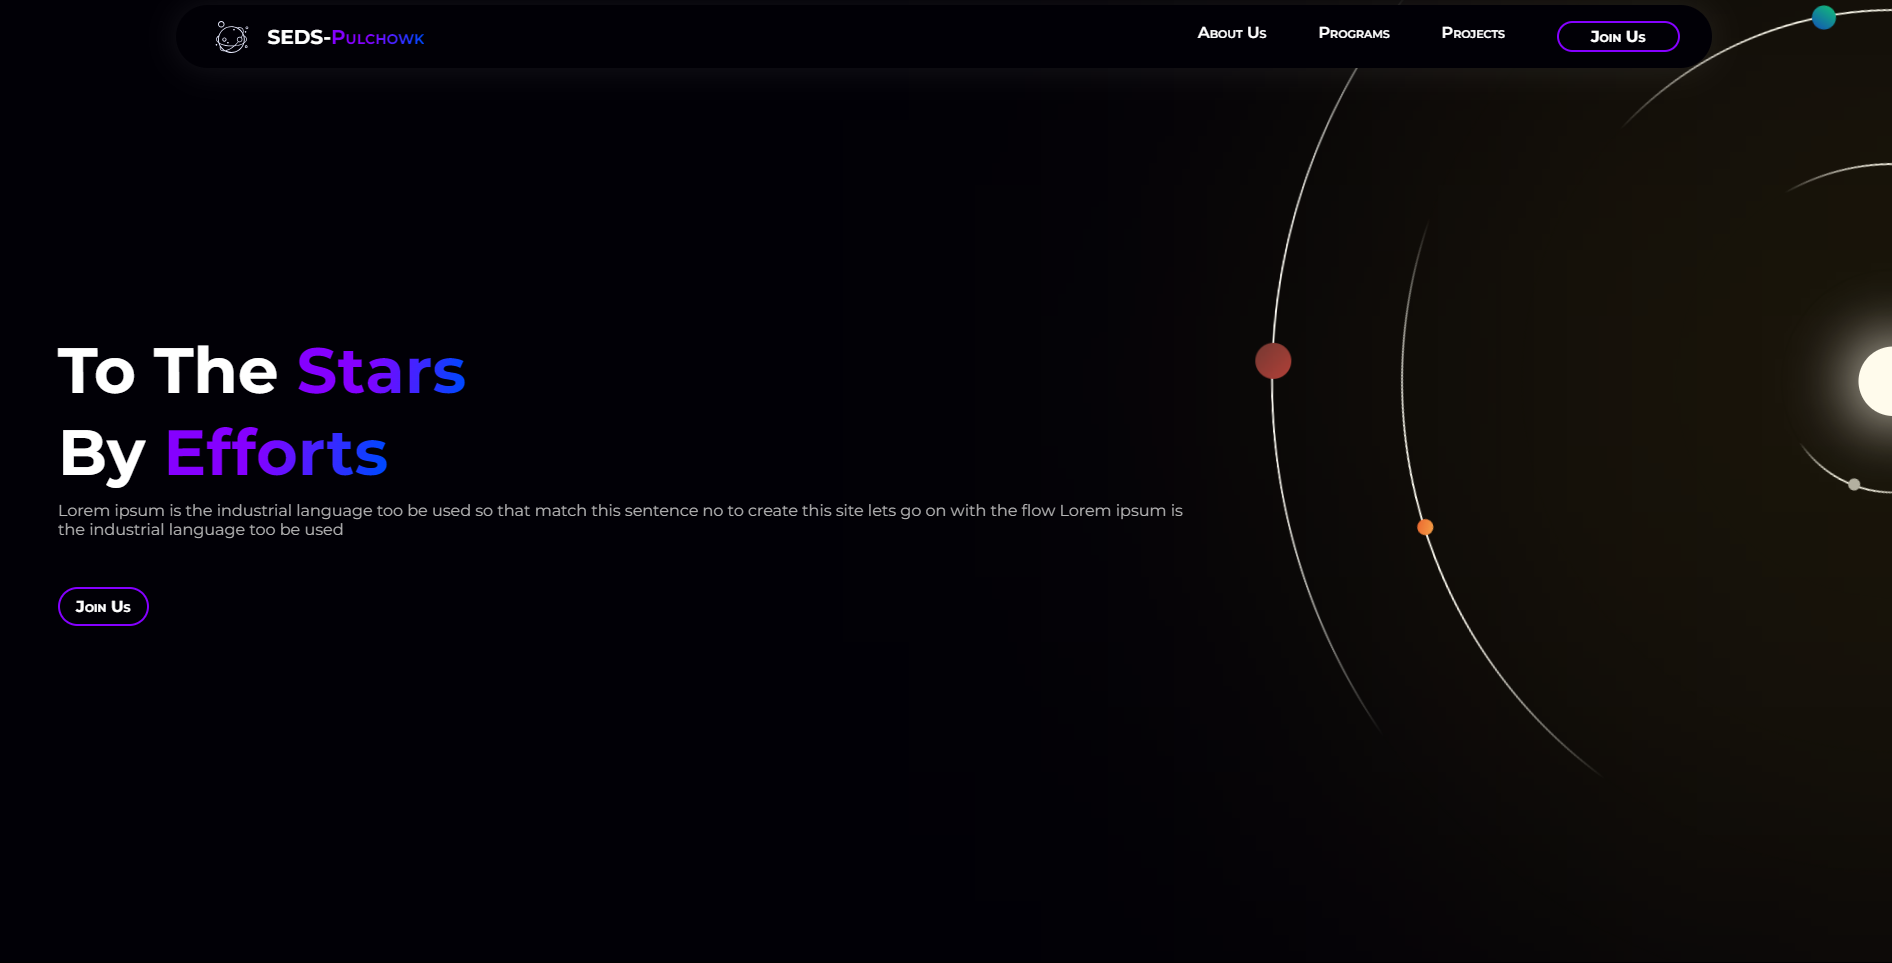 SEDS-Pulchowk
About Us
Programs
Projects
Join Us
To The Stars
By Efforts
Lorem ipsum is the industrial language too be used so that match this sentence no to create this site lets go on with the flow Lorem ipsum is
the industrial language too be used
Join Us